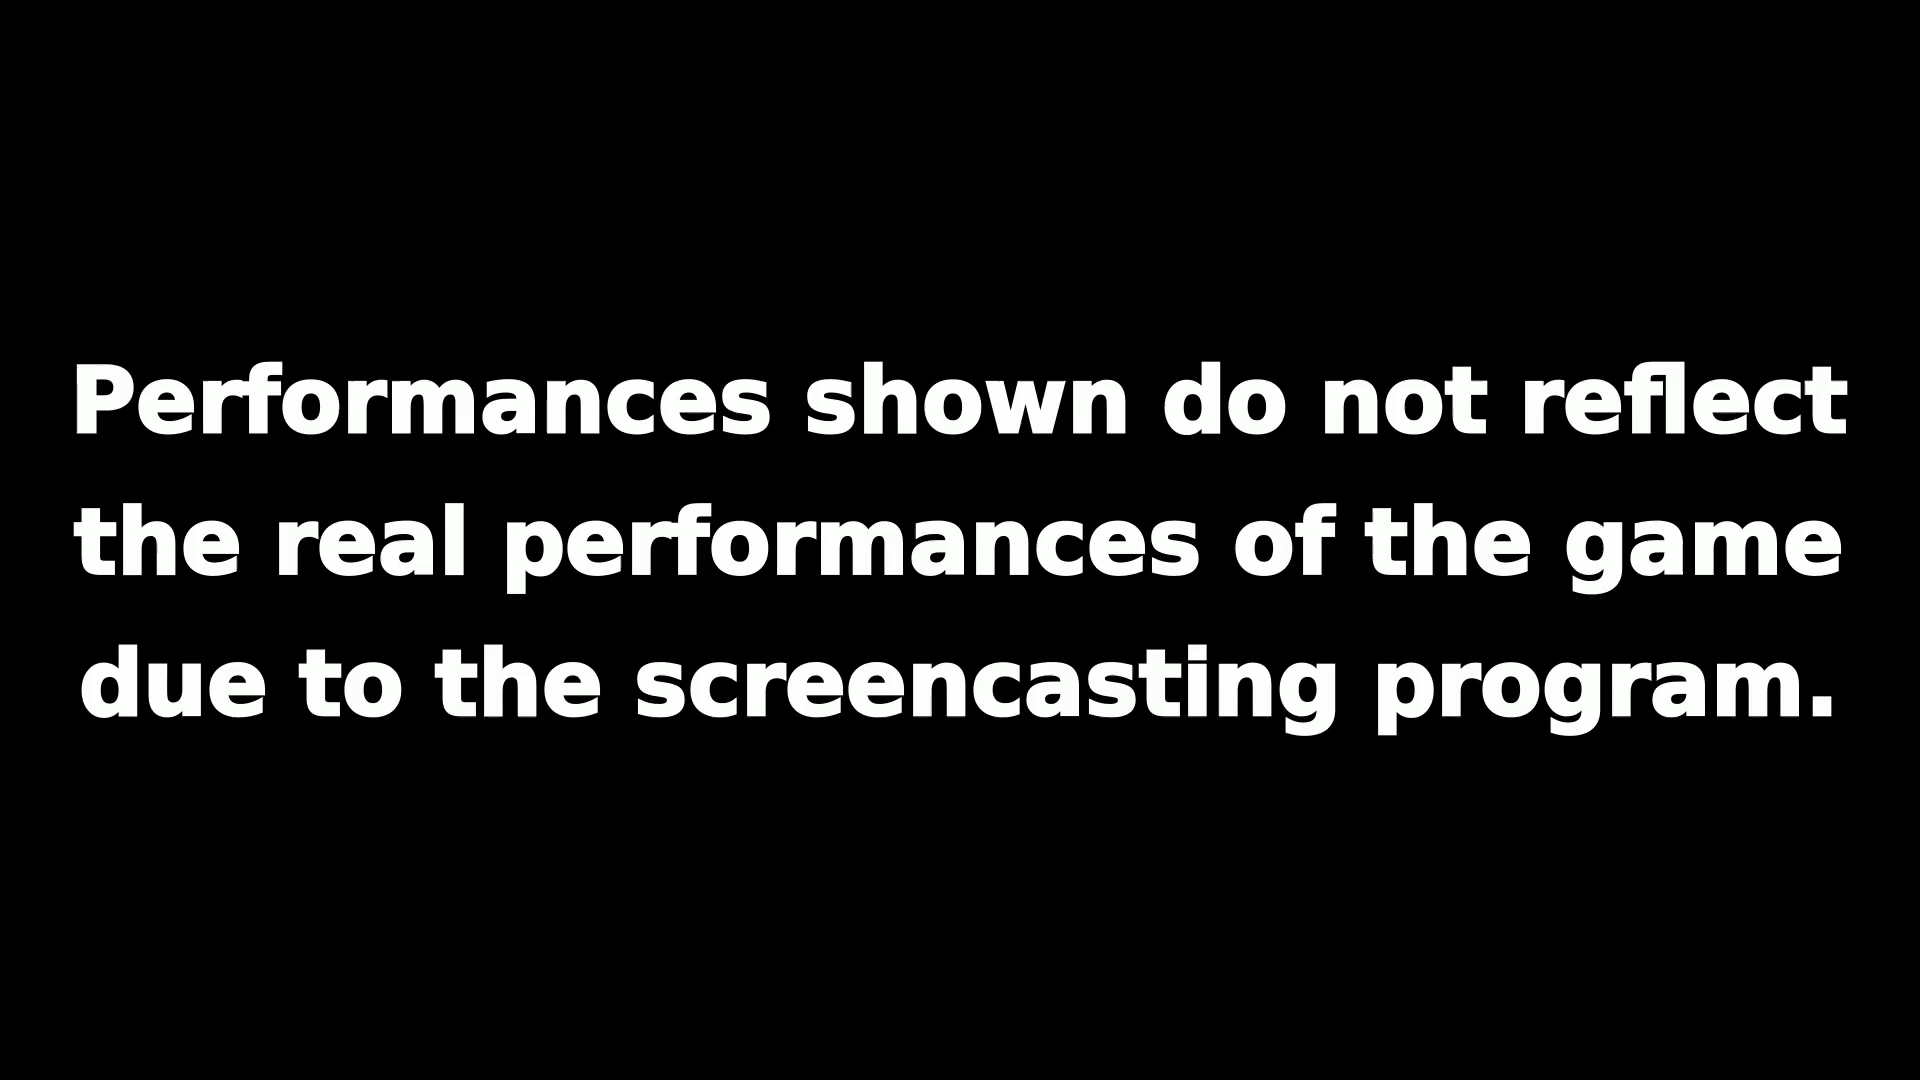 Performances shown do not reflect
the real performances of the game
due to the screencasting program.